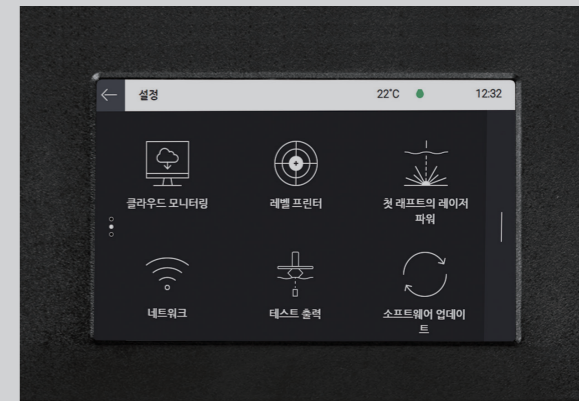 설정 22°C 12:32
클라우드 모니터링
레벨 프린터
첫 래프트의 레이저
파워
네트워크
테스트 출력
소프트웨어 업데이
트